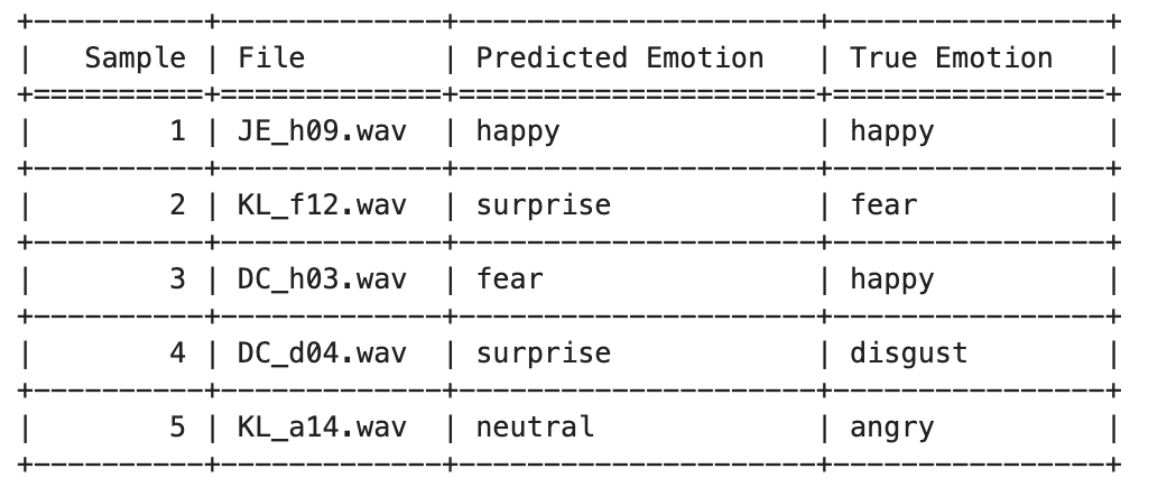 +----------+-------------+---------------------+----------------+
|   Sample | File        | Predicted Emotion   | True Emotion   |
+==========+=============+=====================+================+
|        1 | JE_h09.wav  | happy               | happy          |
+----------+-------------+---------------------+----------------+
|        2 | KL_f12.wav  | surprise            | fear           |
+----------+-------------+---------------------+----------------+
|        3 | DC_h03.wav  | fear                | happy          |
+----------+-------------+---------------------+----------------+
|        4 | DC_d04.wav  | surprise            | disgust        |
+----------+-------------+---------------------+----------------+
|        5 | KL_a14.wav  | neutral             | angry          |
+----------+-------------+---------------------+----------------+